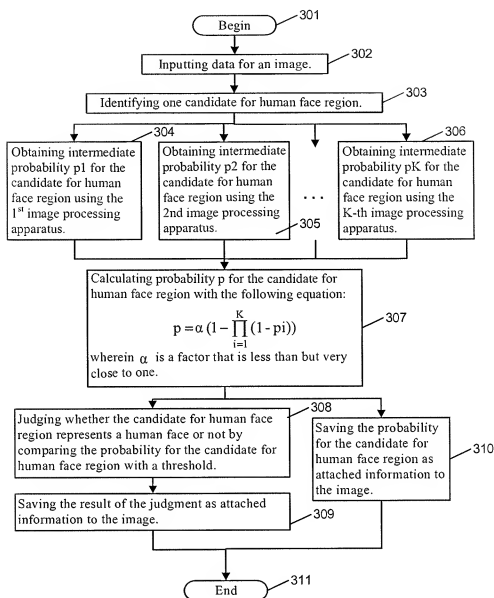 Begin
301
302
Inputting data for an image.
303
Identifying one candidate for human face region.
304
Obtaining intermediate
probability p1 for the
candidate for human
face region using the
1st image processing
apparatus.
Obtaining intermediate
probability p2 for the
candidate for human
face region using the
2nd image processing
apparatus.
305
...
306
Obtaining intermediate
probability pK for the
candidate for human
face region using the
K-th image processing
apparatus.
Calculating probability p for the candidate for
human face region with the following equation:
K
p = α (1 − ∏ (1 - pi))
i=1
wherein α is a factor that is less than but very
close to one.
307
308
Judging whether the candidate for human face
region represents a human face or not by
comparing the probability for the candidate for
human face region with a threshold.
Saving the result of the judgment as attached
information to the image.
309
Saving the probability
for the candidate for
human face region as
attached information to
the image.
310
End
311